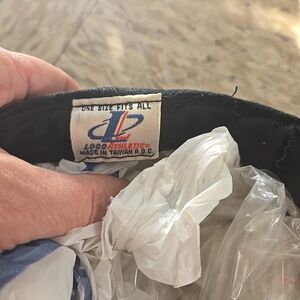 ONE SIZE FITS ALL
LOGO ATHLETIC
MADE IN TAIWAN R.O.C.